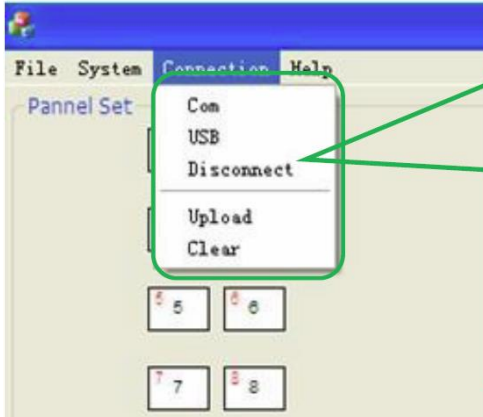 File System Connection Help
Pannel Set
Com
USB
Disconnect
Upload
Clear
5 5 6 6
7 7 8 8